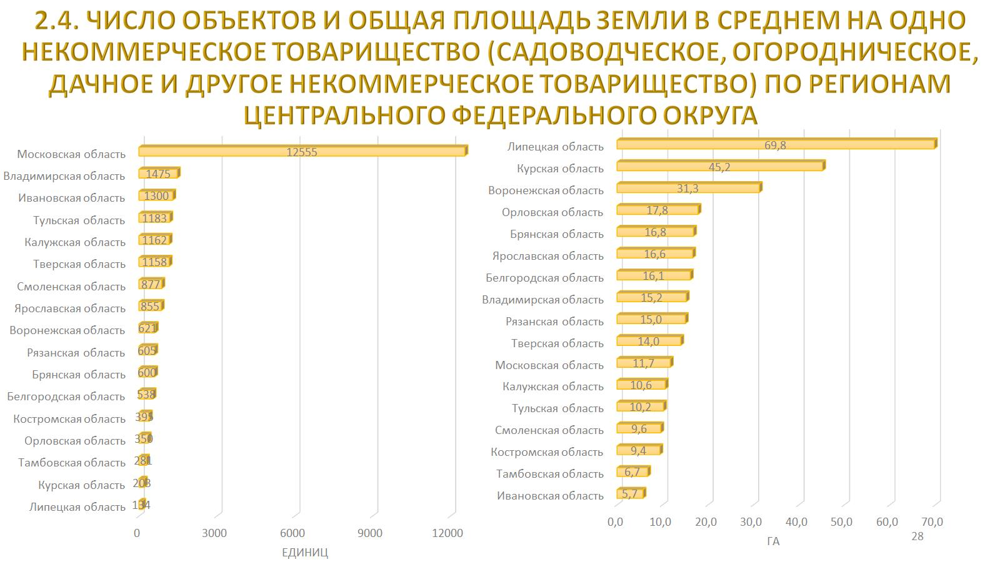 2.4. ЧИСЛО ОБЪЕКТОВ И ОБЩАЯ ПЛОЩАДЬ ЗЕМЛИ В СРЕДНЕМ НА ОДНО
НЕКОММЕРЧЕСКОЕ ТОВАРИЩЕСТВО (САДОВОДЧЕСКОЕ, ОГОРОДНИЧЕСКОЕ,
ДАЧНОЕ И ДРУГОЕ НЕКОММЕРЧЕСКОЕ ТОВАРИЩЕСТВО) ПО РЕГИОНАМ
ЦЕНТРАЛЬНОГО ФЕДЕРАЛЬНОГО ОКРУГА
Московская область 12555
Владимирская область 1475
Ивановская область 1300
Тульская область 1183
Калужская область 1162
Тверская область 1158
Смоленская область 877
Ярославская область 855
Воронежская область 621
Рязанская область 605
Брянская область 600
Белгородская область 538
Костромская область 395
Орловская область 350
Тамбовская область 281
Курская область 203
Липецкая область 134
0 3000 6000 9000 12000
ЕДИНИЦ
Липецкая область 69,8
Курская область 45,2
Воронежская область 31,3
Орловская область 17,8
Брянская область 16,8
Ярославская область 16,6
Белгородская область 16,1
Владимирская область 15,2
Рязанская область 15,0
Тверская область 14,0
Московская область 11,7
Калужская область 10,6
Тульская область 10,2
Смоленская область 9,6
Костромская область 9,4
Тамбовская область 6,7
Ивановская область 5,7
0,0 10,0 20,0 30,0 40,0 50,0 60,0 70,0
ГА
28